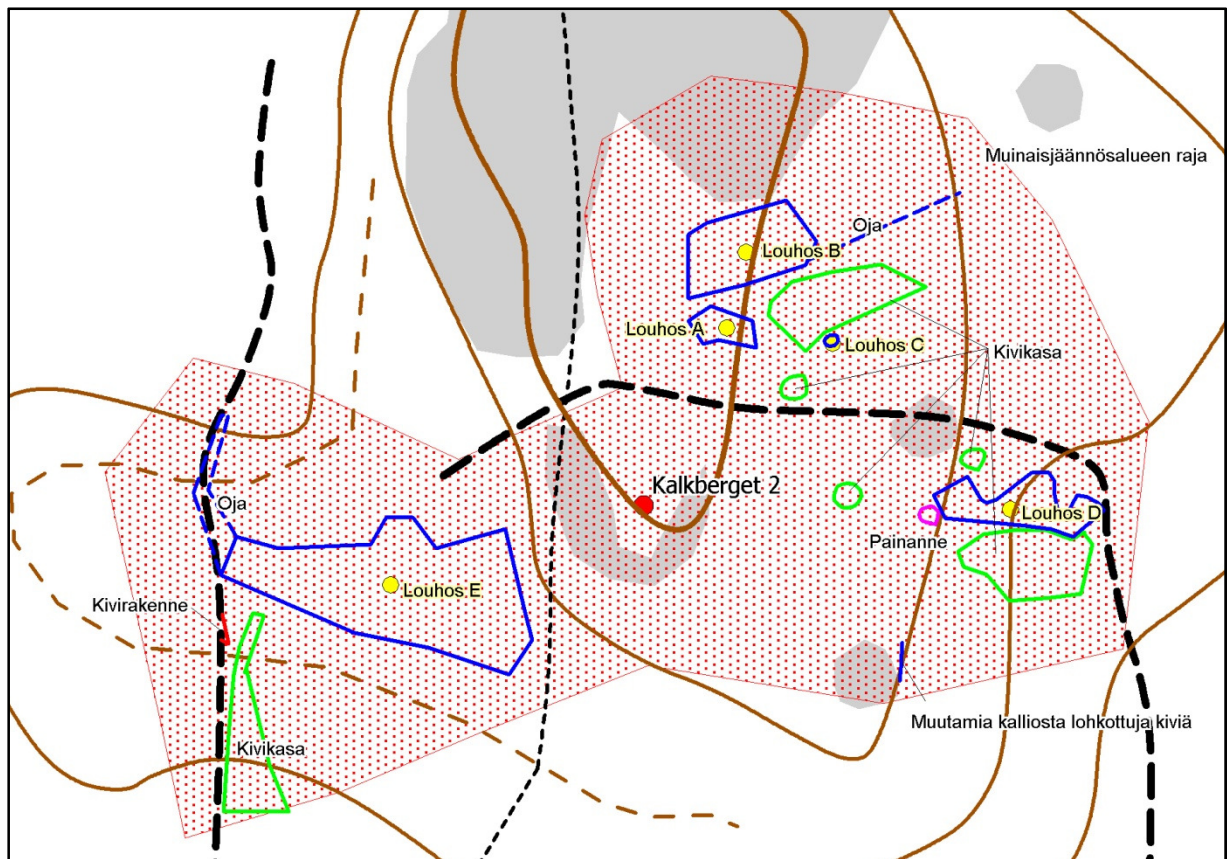 Muinaisjäännösalueen raja
Oja
Louhos B
Louhos A
Louhos C
Kivikasa
Kalkberget 2
Oja
Louhos D
Painanne
Louhos E
Kivirakenne
Muutamia kalliosta lohkottuja kiviä
Kivikasa